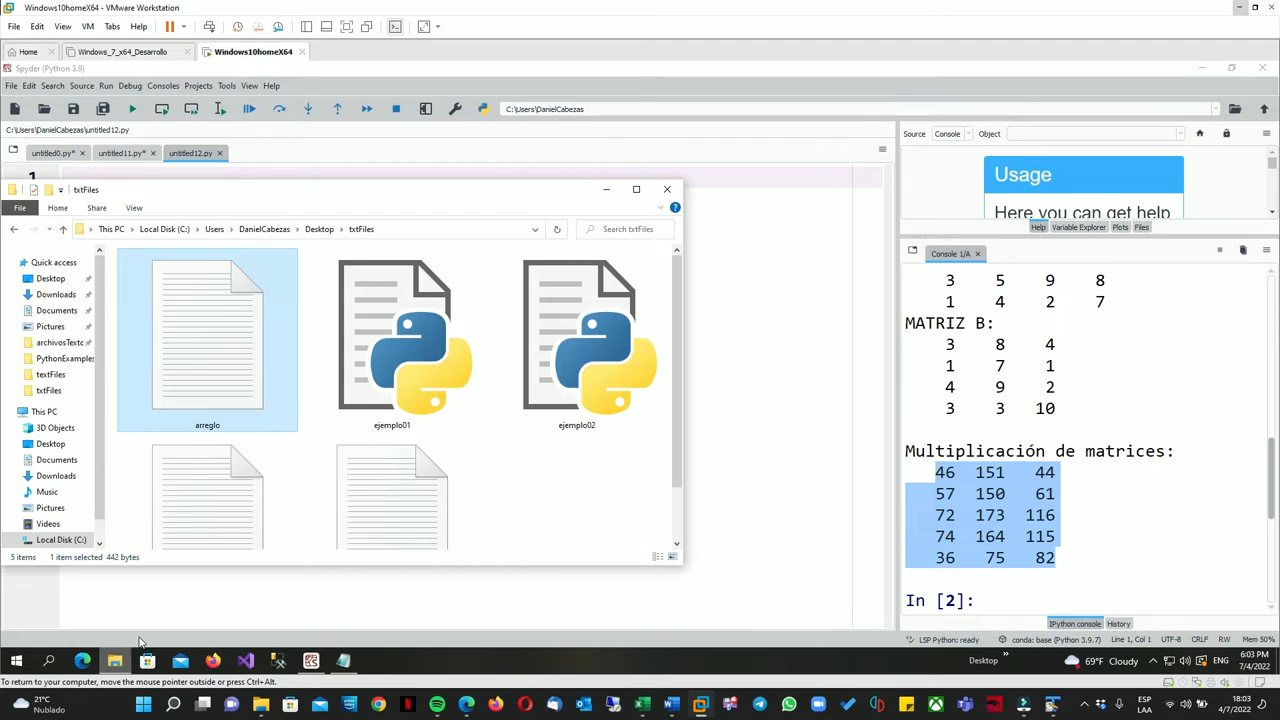 Windows10homeX64 - VMware Workstation
File Edit View VM Tabs Help
Home Windows_7_x64_Desarrollo Windows10homeX64
Spyder (Python 3.9)
File Edit Search Source Run Debug Consoles Projects Tools View Help
C:\Users\DanielCabezas
C:\Users\DanielCabezas\untitled12.py
Source Console Object
untitled0.py* untitled11.py* untitled12.py
1
Usage
Here you can get help
Help Variable Explorer Plots Files
txtFiles
File Home Share View
This PC Local Disk (C:) Users DanielCabezas Desktop txtFiles
Search txtFiles
Quick access
Desktop
Downloads
Documents
Pictures
archivosTextc
PythonExamples
textFiles
txtFiles
This PC
3D Objects
Desktop
Documents
Downloads
Music
Pictures
Videos
Local Disk (C:)
arreglo
ejemplo01
ejemplo02
5 items 1 item selected 442 bytes
Console 1/A
3 5 9 8
1 4 2 7
MATRIZ B:
3 8 4
1 7 1
4 9 2
3 3 10
Multiplicación de matrices:
46 151 44
57 150 61
72 173 116
74 164 115
36 75 82
In [2]:
IPython console History
LSP Python: ready conda: base (Python 3.9.7) Line 1, Col 1 UTF-8 CRLF RW Mem 50%
Desktop 69°F Cloudy ENG 6:03 PM
7/4/2022
To return to your computer, move the mouse pointer outside or press Ctrl+Alt.
21°C
Nublado
ESP
LAA
18:03
4/07/2022